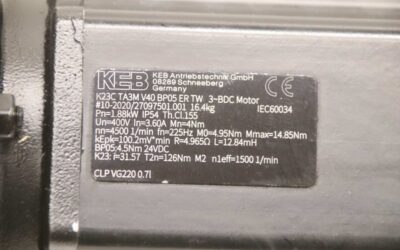 KEB KEB Antriebstechnik GmbH
08289 Schneeberg
Germany
CE
K23C TA3M V40 BP05 ER TW 3~BDC Motor
#10-2020/27097501.001 16.4kg IEC60034
Pn=1.88kW IP54 Th.Cl.155
Un=400V In=3.60A Mn=4Nm
nn=4500 1/min fn=225Hz M0=4.95Nm Mmax=14.85Nm
kEpk=100.2mV* min R=4.965Ω L=12.84mH
BP05:4.5Nm 24VDC
K23: i=31.57 T2n=126Nm M2 n1eff=1500 1/min
CLP VG220 0.7l